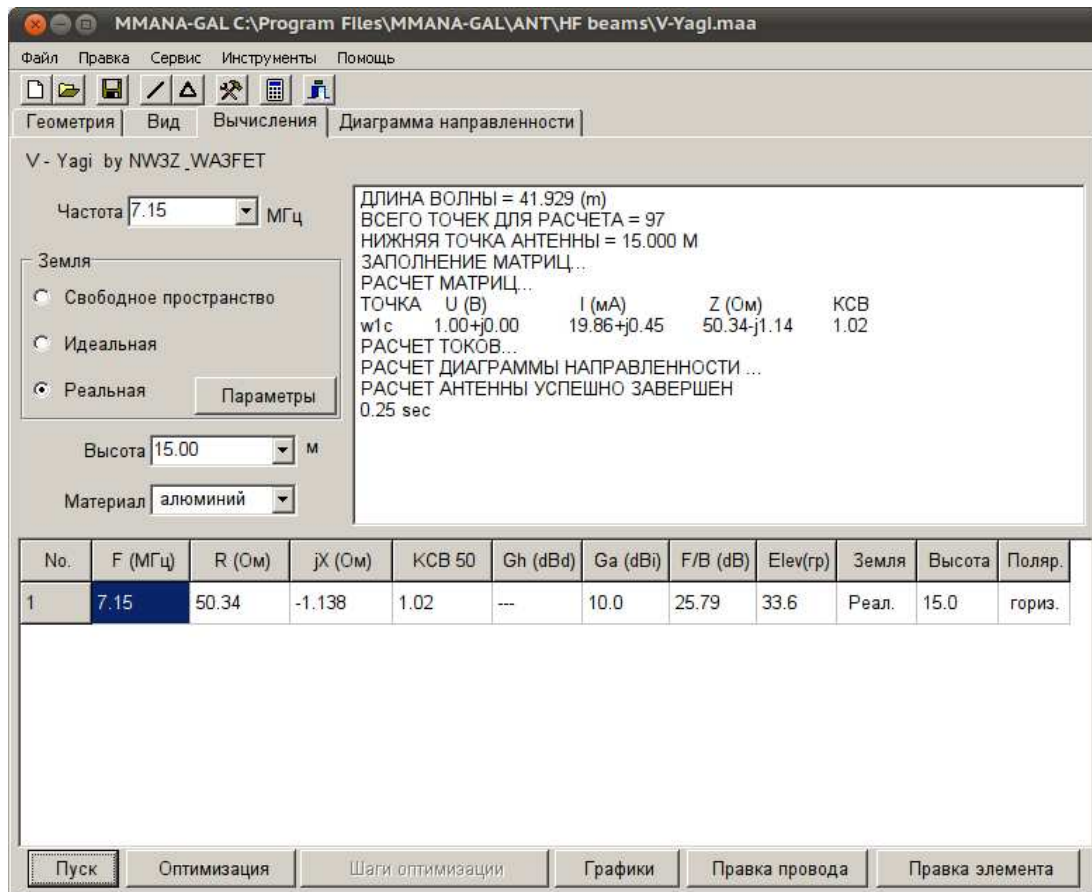 MMANA-GAL C:\Program FIles\MMANA-GAL\ANT\HF beams\V-YagI.maa
Файл Правка Сервис Инструменты Помощь
Геометрия Вид Вычисления Диаграмма направленности
V - Yagi by NW3Z_WA3FET
Частота 7.15 МГц
Земля
Свободное пространство
Идеальная
Реальная Параметры
Высота 15.00 м
Материал алюминий
ДЛИНА ВОЛНЫ = 41.929 (m)
ВСЕГО ТОЧЕК ДЛЯ РАСЧЕТА = 97
НИЖНЯЯ ТОЧКА АНТЕННЫ = 15.000 М
ЗАПОЛНЕНИЕ МАТРИЦ...
РАСЧЕТ МАТРИЦ...
ТОЧКА U (В) I (мА) Z (Ом) КСВ
w1c 1.00+j0.00 19.86+j0.45 50.34-j1.14 1.02
РАСЧЕТ ТОКОВ...
РАСЧЕТ ДИАГРАММЫ НАПРАВЛЕННОСТИ ...
РАСЧЕТ АНТЕННЫ УСПЕШНО ЗАВЕРШЕН
0.25 sec
No. F (МГц) R (Ом) jX (Ом) КСВ 50 Gh (dBd) Ga (dBi) F/B (dB) Elev(гр) Земля Высота Поляр.
1 7.15 50.34 -1.138 1.02 --- 10.0 25.79 33.6 Реал. 15.0 гориз.
Пуск Оптимизация Шаги оптимизации Графики Правка провода Правка элемента